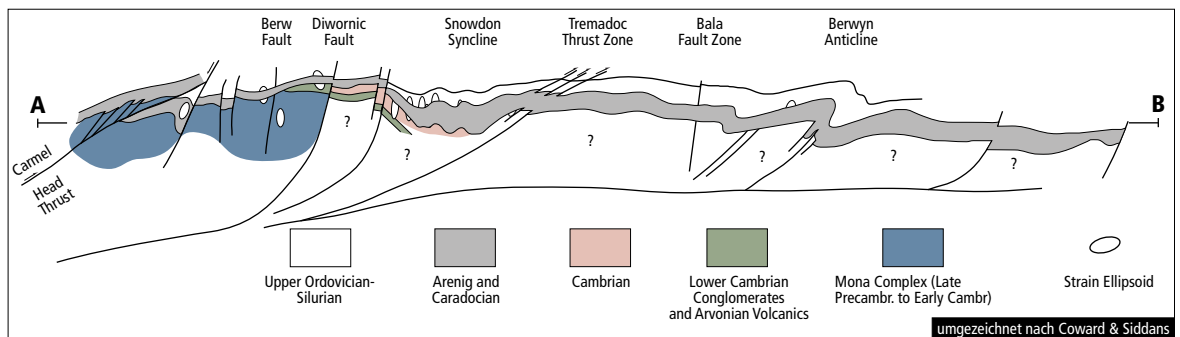 Berw
Fault
Diwornic
Fault
Snowdon
Syncline
Tremadoc
Thrust Zone
Bala
Fault Zone
Berwyn
Anticline
A
B
Carmel
Head
Thrust
?
?
?
?
?
?
Upper Ordovician-
Silurian
Arenig and
Caradocian
Cambrian
Lower Cambrian
Conglomerates
and Arvonian Volcanics
Mona Complex (Late
Precambr. to Early Cambr)
Strain Ellipsoid
umgezeichnet nach Coward & Siddans